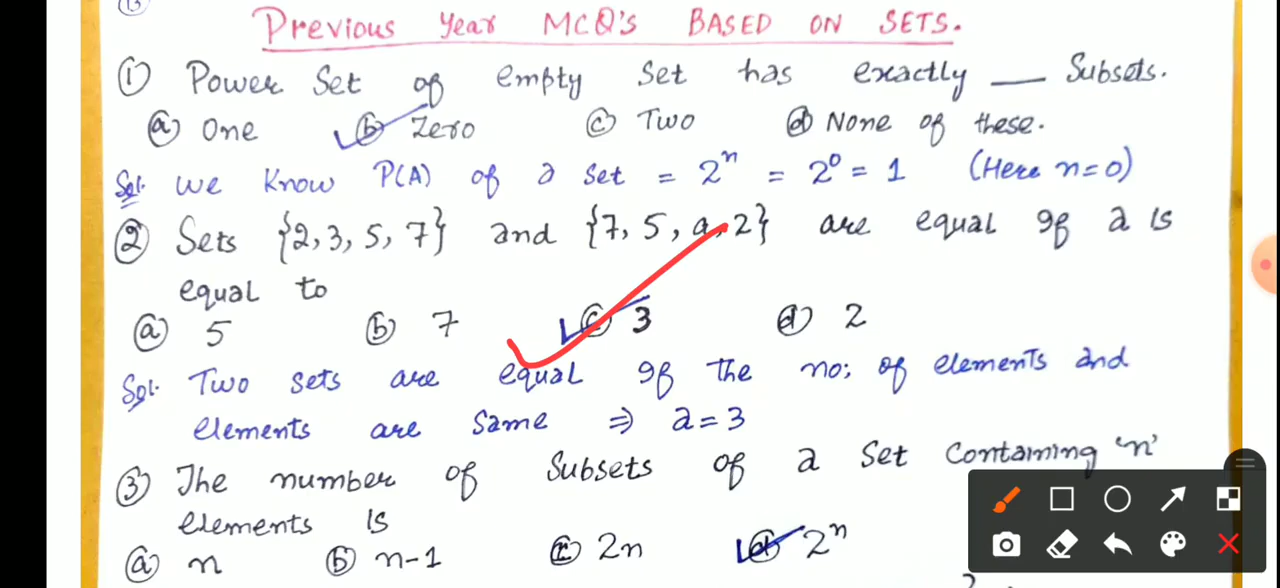 Previous Year MCQ's BASED ON SETS.
① Power Set of empty set has exactly __ Subsets.
ⓐ One ⓑ Zero ⓒ Two ⓓ None of these.
Sol. We know P(A) of a set = 2ⁿ = 2⁰ = 1 (Here n=0)
② Sets {2,3,5,7} and {7,5,a,2} are equal If a is
equal to
ⓐ 5 ⓑ 7 ⓒ 3 ⓓ 2
Sol. Two sets are equal If the no; of elements and
elements are same ⇒ a=3
③ The number of Subsets of a set containing 'n'
elements is
ⓐ n ⓑ n-1 ⓒ 2n ⓓ 2ⁿ